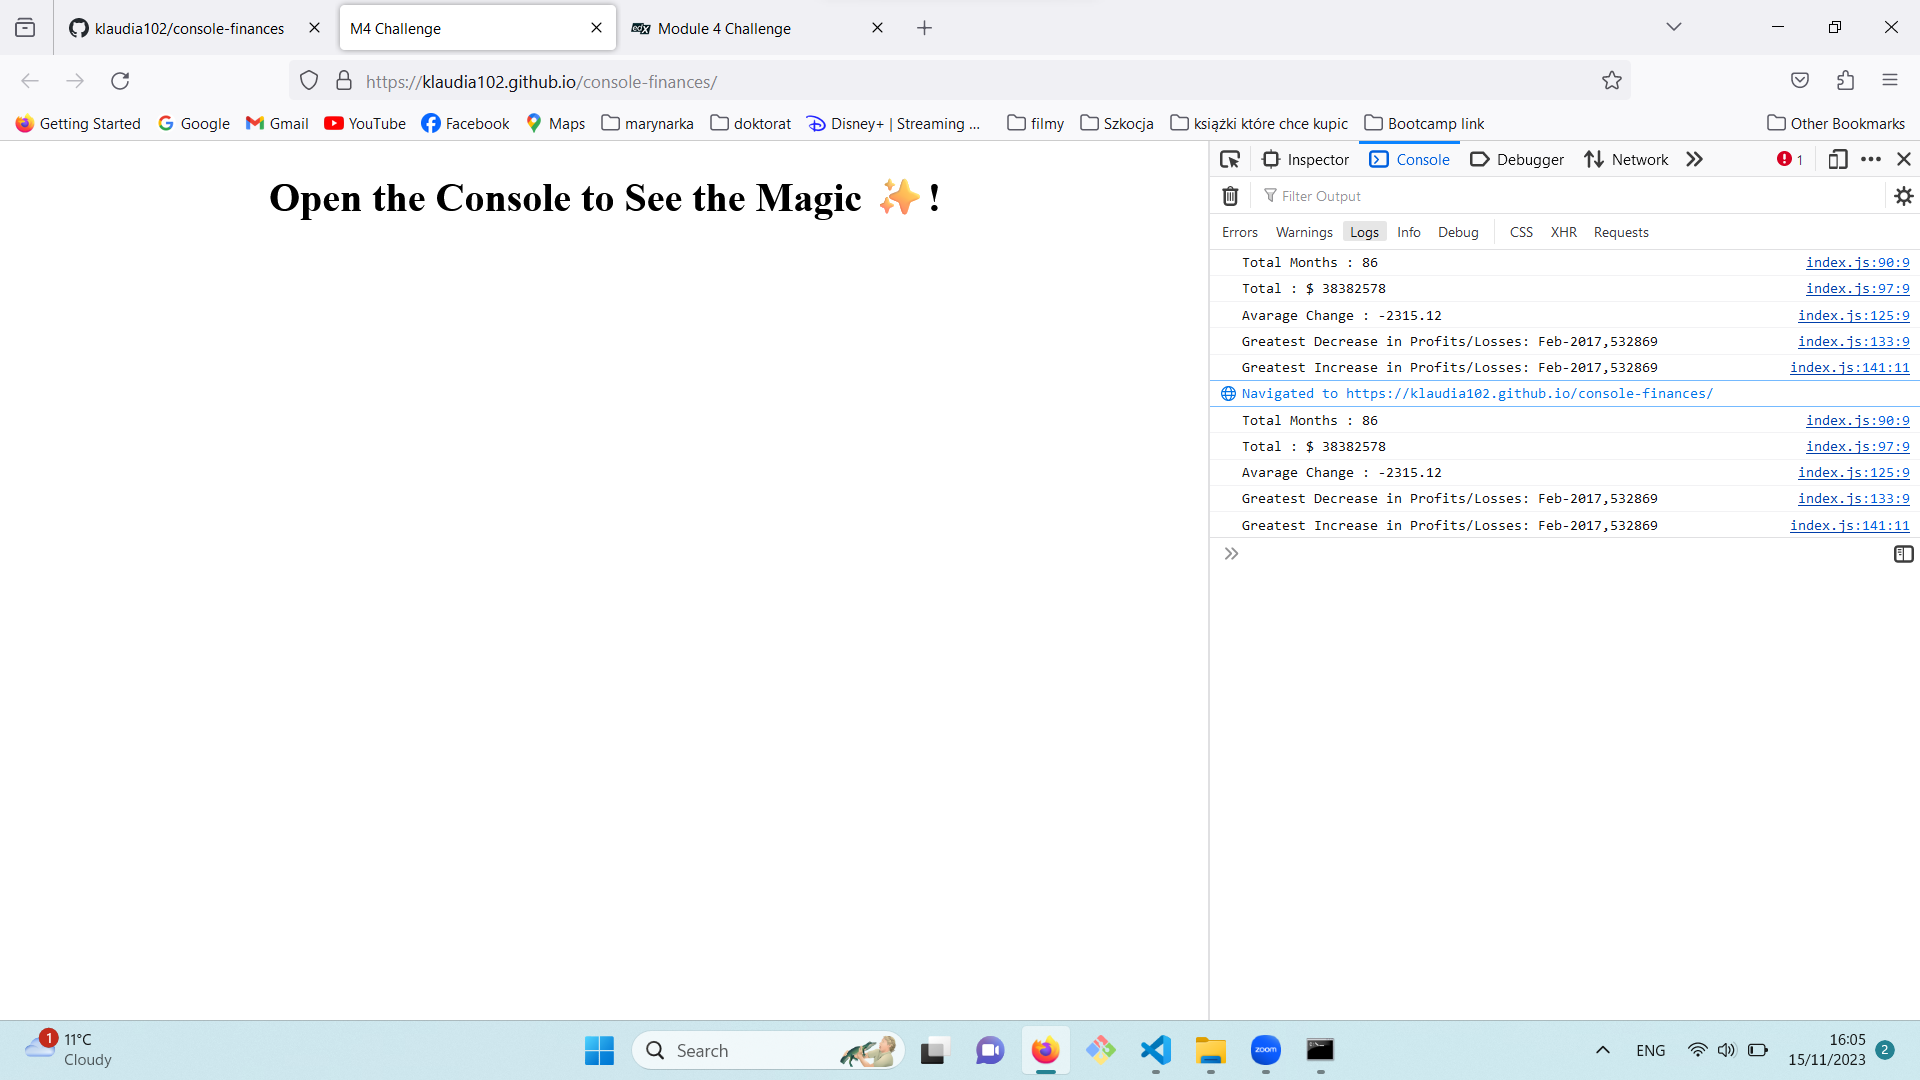 klaudia102/console-finances
M4 Challenge
edX Module 4 Challenge
https://klaudia102.github.io/console-finances/
Getting Started Google Gmail YouTube Facebook Maps marynarka doktorat Disney+ | Streaming ... filmy Szkocja książki które chce kupic Bootcamp link Other Bookmarks
Open the Console to See the Magic ✨ !
Inspector Console Debugger Network 1
Filter Output
Errors Warnings Logs Info Debug CSS XHR Requests
Total Months : 86 index.js:90:9
Total : $ 38382578 index.js:97:9
Avarage Change : -2315.12 index.js:125:9
Greatest Decrease in Profits/Losses: Feb-2017,532869 index.js:133:9
Greatest Increase in Profits/Losses: Feb-2017,532869 index.js:141:11
Navigated to https://klaudia102.github.io/console-finances/
Total Months : 86 index.js:90:9
Total : $ 38382578 index.js:97:9
Avarage Change : -2315.12 index.js:125:9
Greatest Decrease in Profits/Losses: Feb-2017,532869 index.js:133:9
Greatest Increase in Profits/Losses: Feb-2017,532869 index.js:141:11
1
11°C
Cloudy
Search
zoom
ENG
16:05
15/11/2023
2